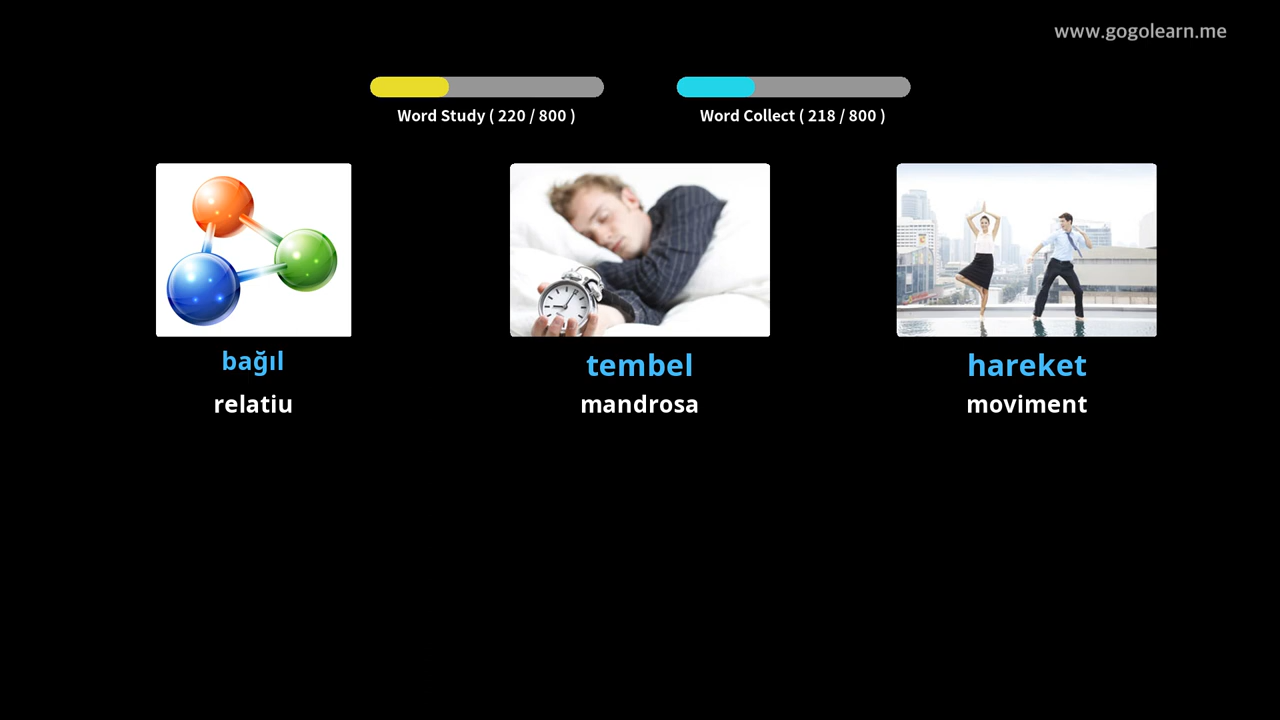 www.gogolearn.me
Word Study ( 220 / 800 )
Word Collect ( 218 / 800 )
bağıl
tembel
hareket
relatiu
mandrosa
moviment